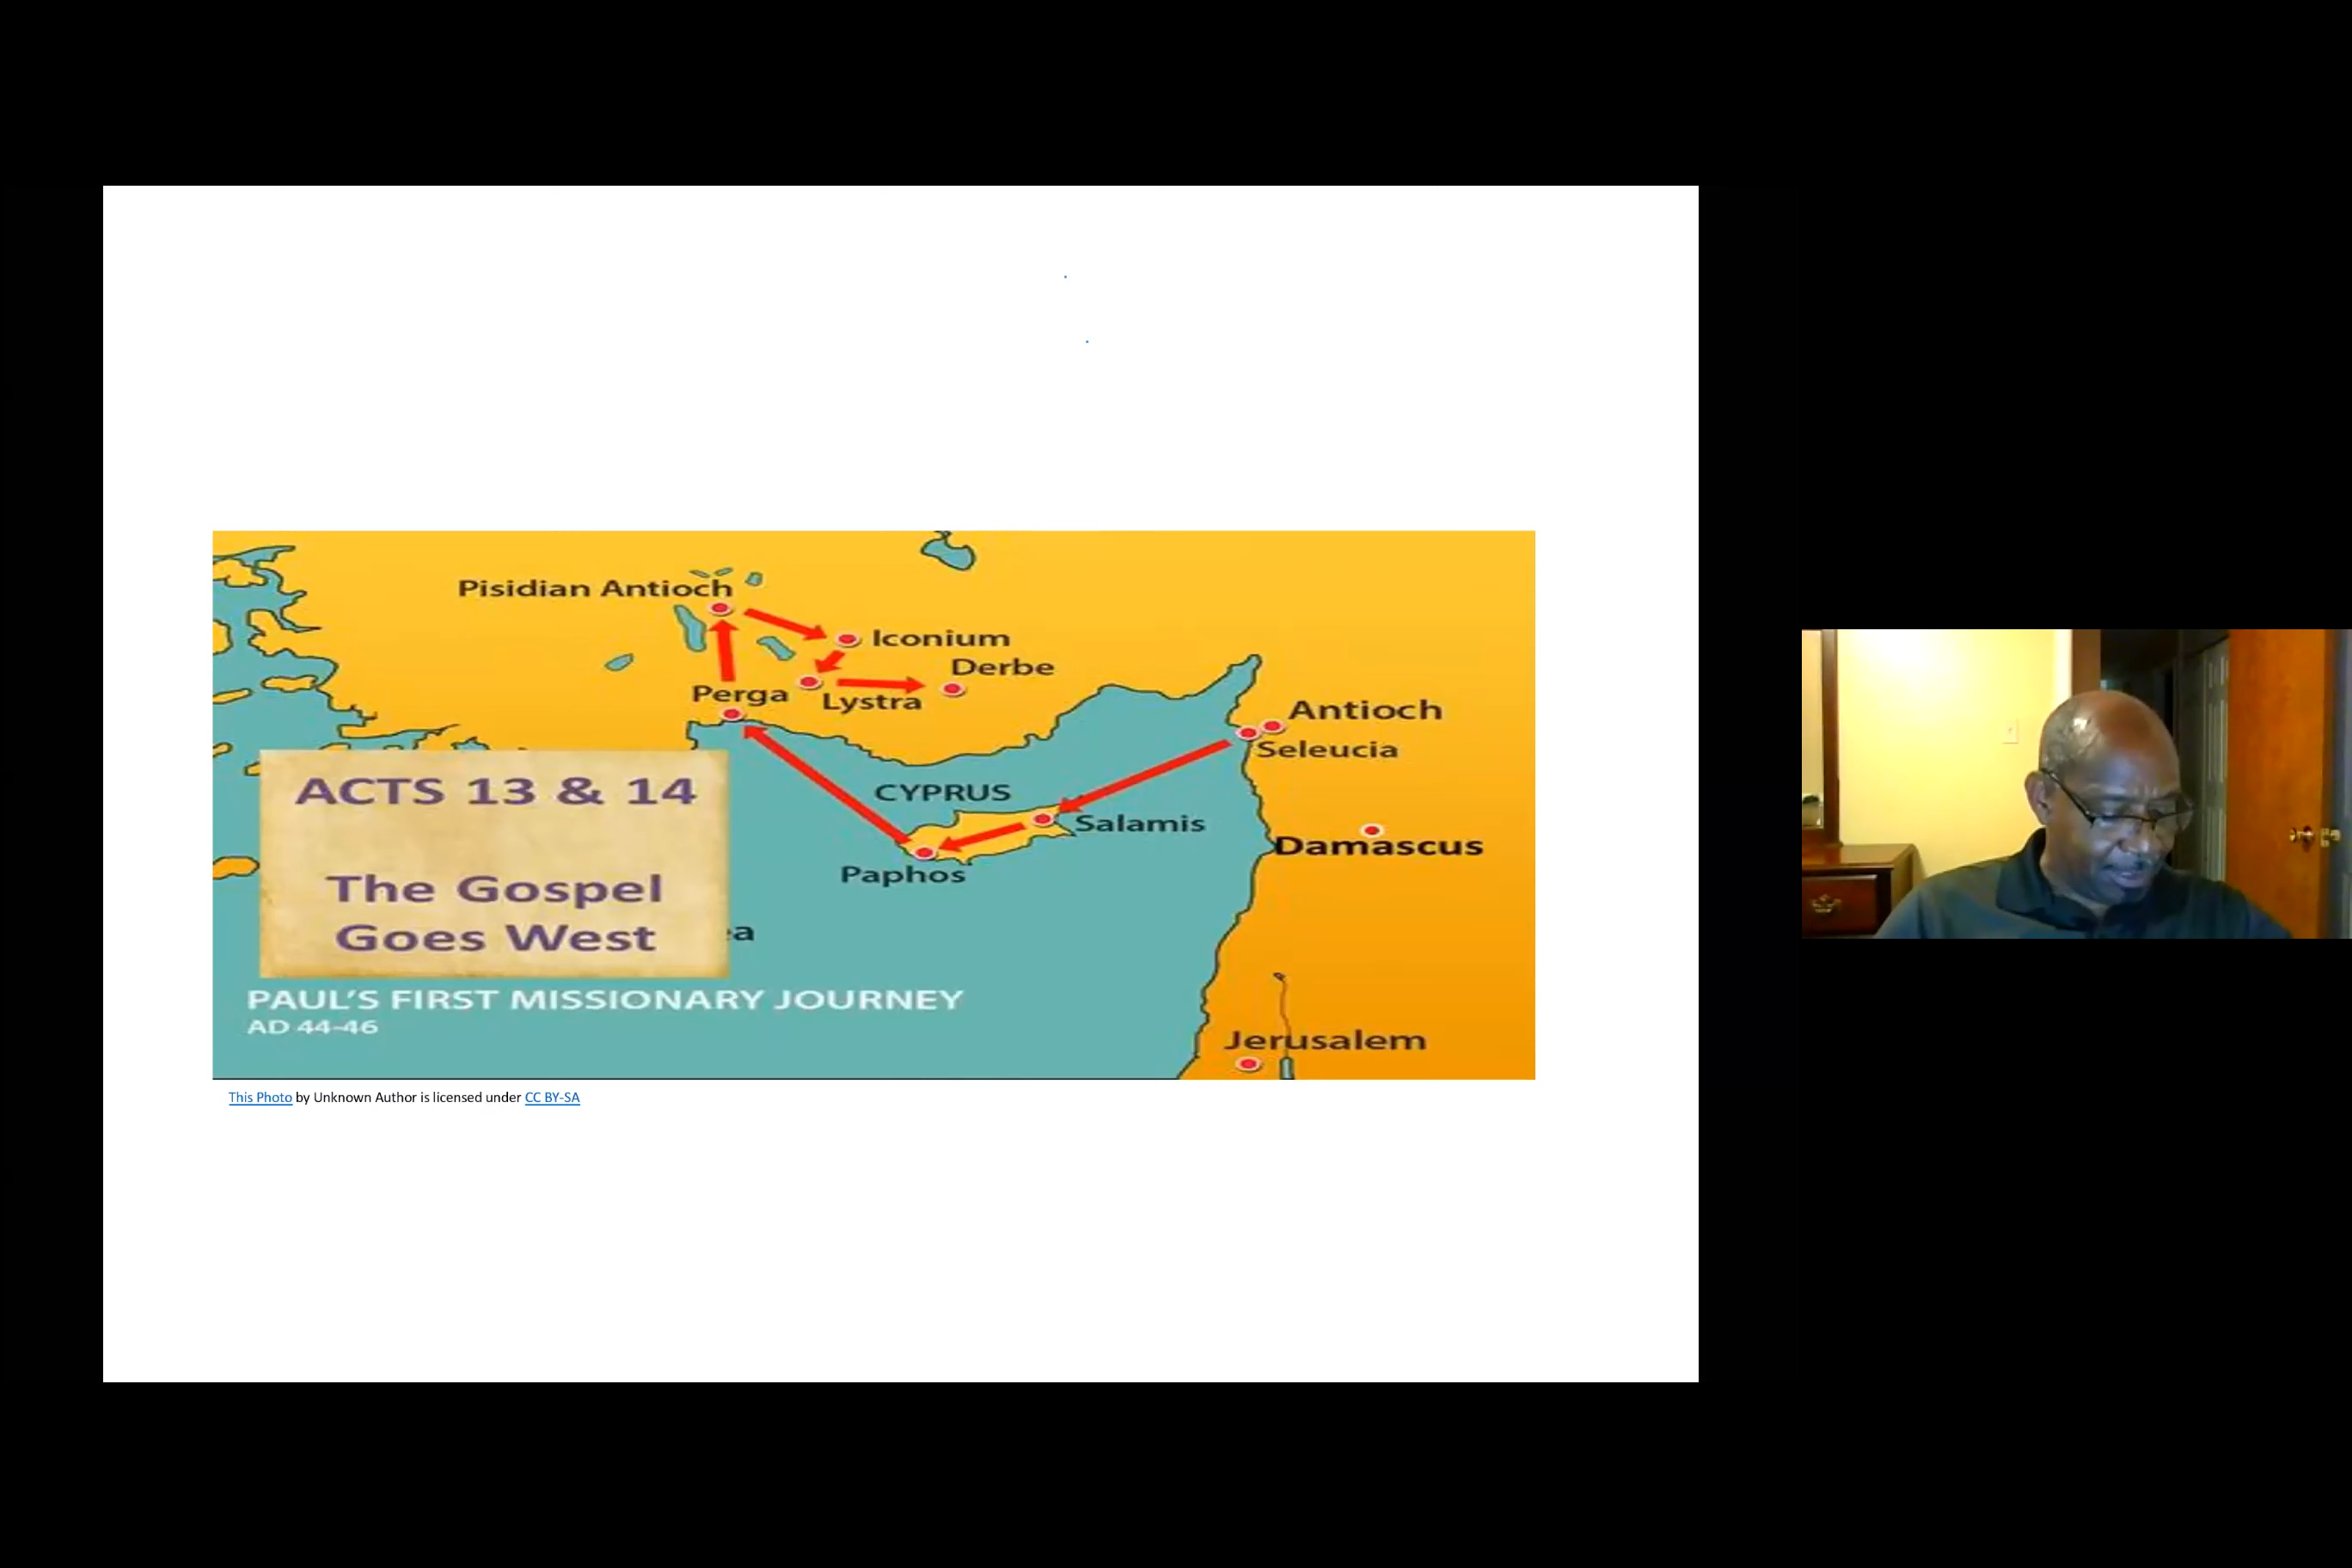 Pisidian Antioch
Iconium
Derbe
Perga
Lystra
Antioch
Seleucia
CYPRUS
Salamis
Damascus
Paphos
ACTS 13 & 14
The Gospel
Goes West
ea
PAUL'S FIRST MISSIONARY JOURNEY
AD 44-46
Jerusalem
This Photo by Unknown Author is licensed under CC BY-SA